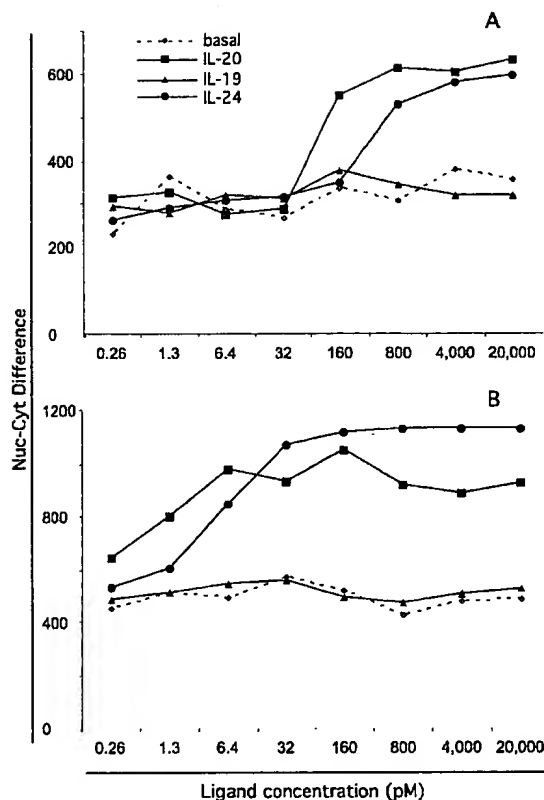 A
basal
IL-20
IL-19
IL-24
600
400
200
0
0.26 1.3 6.4 32 160 800 4,000 20,000
Nuc-Cyt Difference
B
1200
800
400
0
0.26 1.3 6.4 32 160 800 4,000 20,000
Ligand concentration (pM)